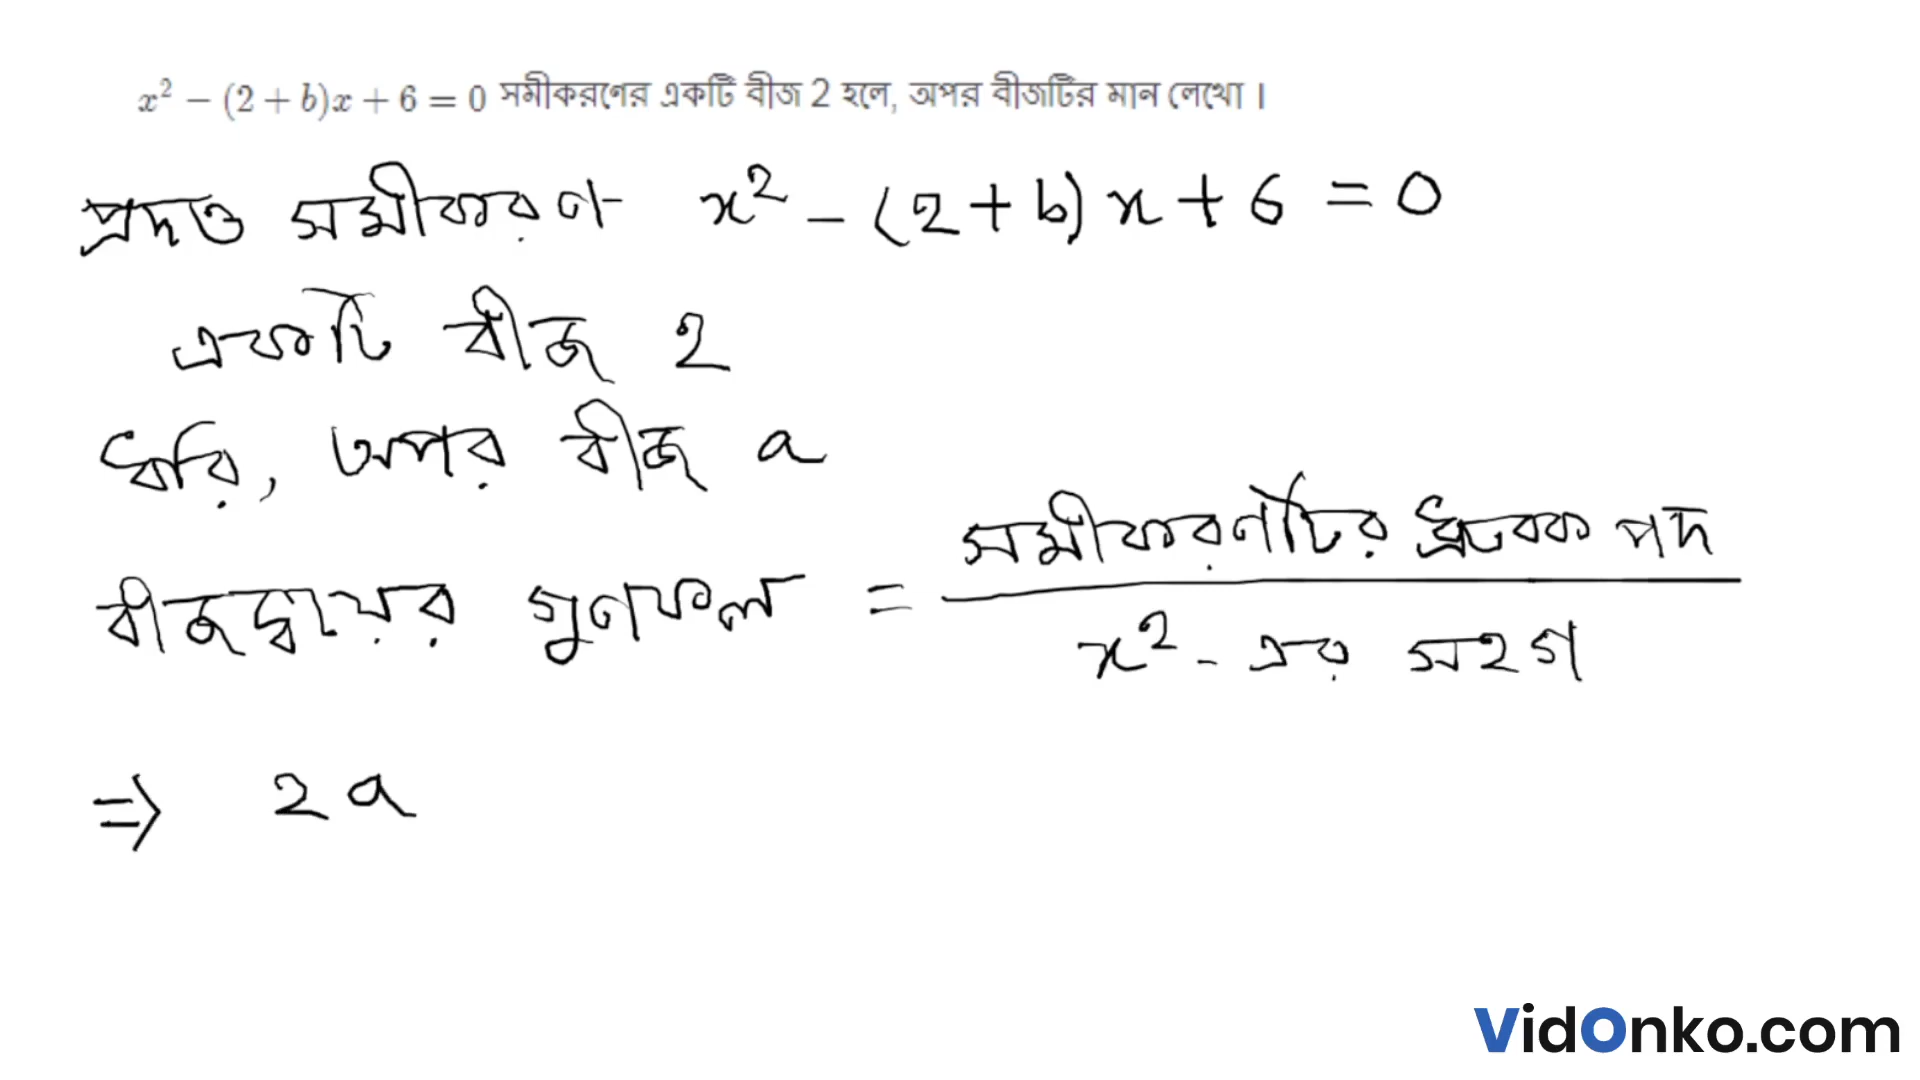 x² − (2 + b)x + 6 = 0 সমীকরণের একটি বীজ 2 হলে, অপর বীজটির মান লেখো ।
প্রদত্ত সমীকরণ x² − (2 + b) x + 6 = 0
একটি বীজ 2
ধরি, অপর বীজ a
বীজদ্বয়ের গুণফল = সমীকরণটির ধ্রুবক পদ
x² - এর সহগ
⇒ 2a
VidOnko.com